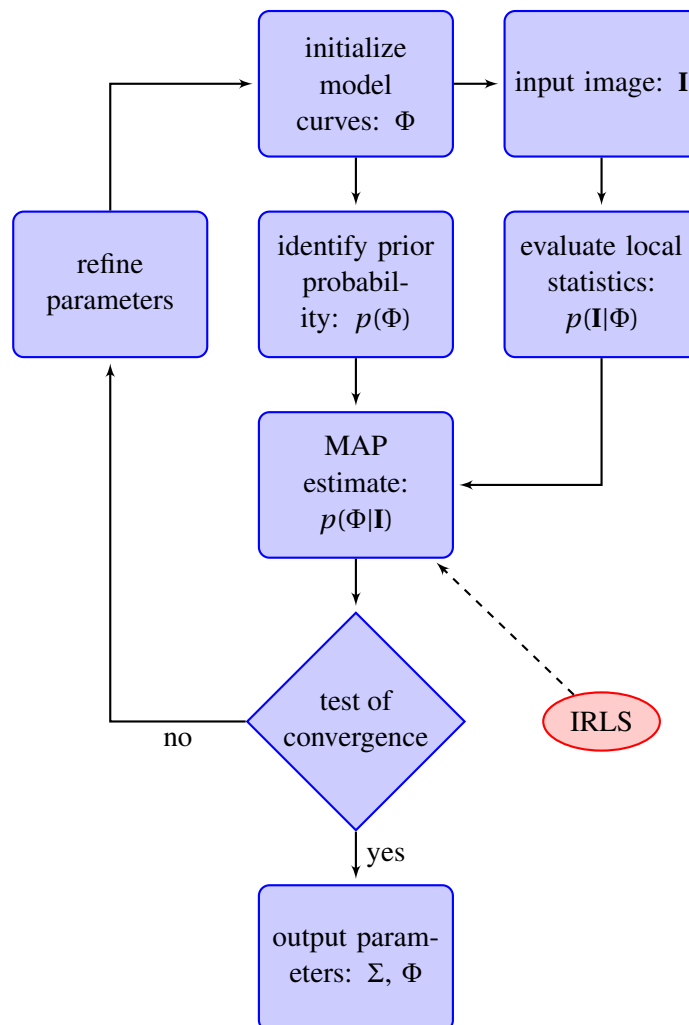 initialize
model
curves: Φ
input image: I
refine
parameters
identify prior
probabil-
ity: p(Φ)
evaluate local
statistics:
p(I|Φ)
MAP
estimate:
p(Φ|I)
test of
convergence
IRLS
no
yes
output param-
eters: Σ, Φ